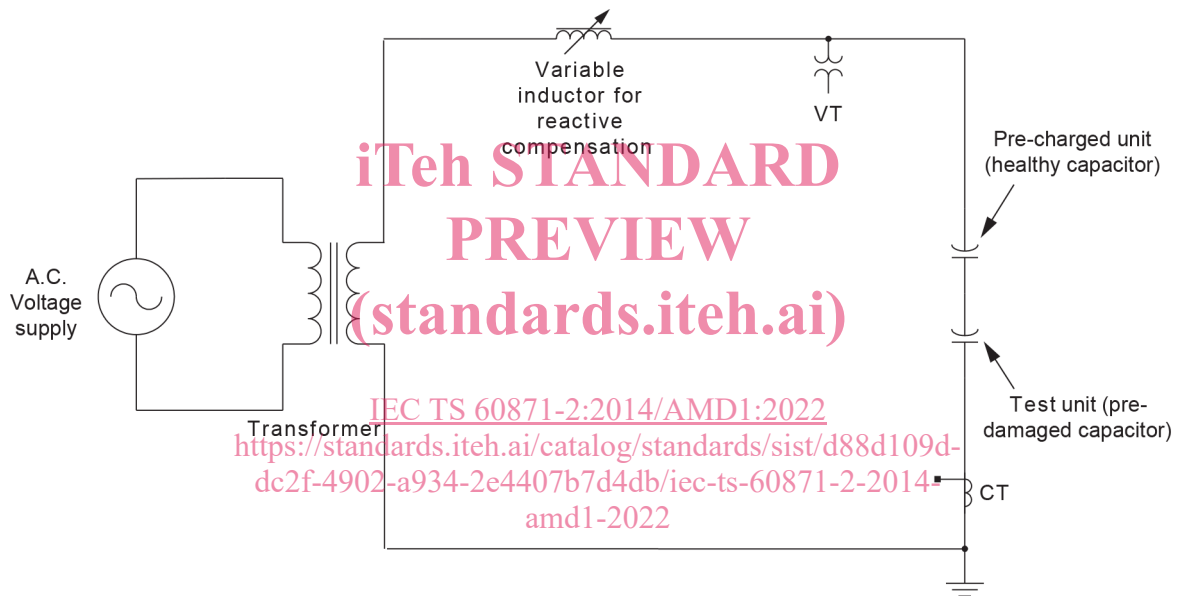 Variable
inductor for
reactive
compensation
VT
Pre-charged unit
(healthy capacitor)
A.C.
Voltage
supply
Transformer
Test unit (pre-
damaged capacitor)
CT
iTeh STANDARD
PREVIEW
(standards.iteh.ai)
IEC TS 60871-2:2014/AMD1:2022
https://standards.iteh.ai/catalog/standards/sist/d88d109d-
dc2f-4902-a934-2e4407b7d4db/iec-ts-60871-2-2014-
amd1-2022